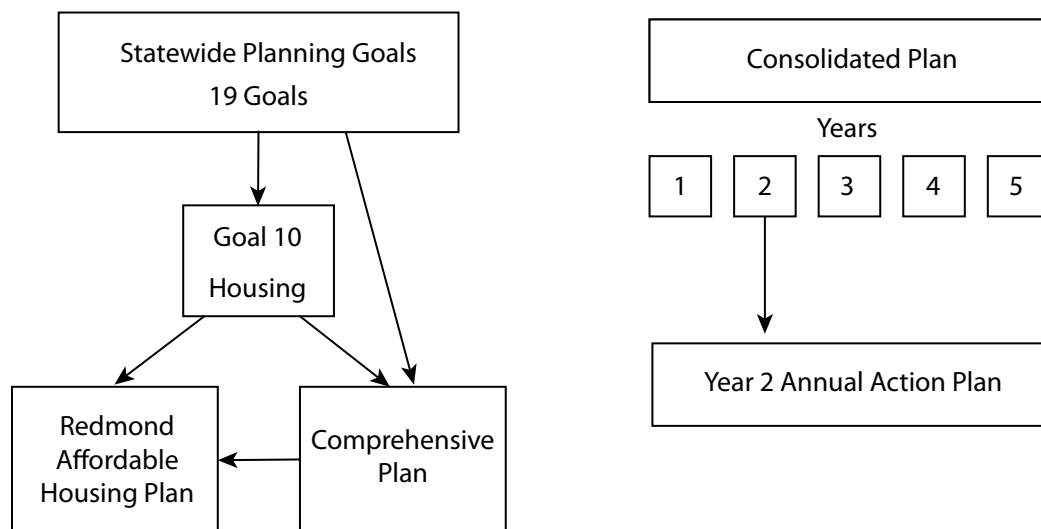 Statewide Planning Goals
19 Goals
Goal 10
Housing
Redmond
Affordable
Housing Plan
Comprehensive
Plan
Consolidated Plan
Years
1 2 3 4 5
Year 2 Annual Action Plan